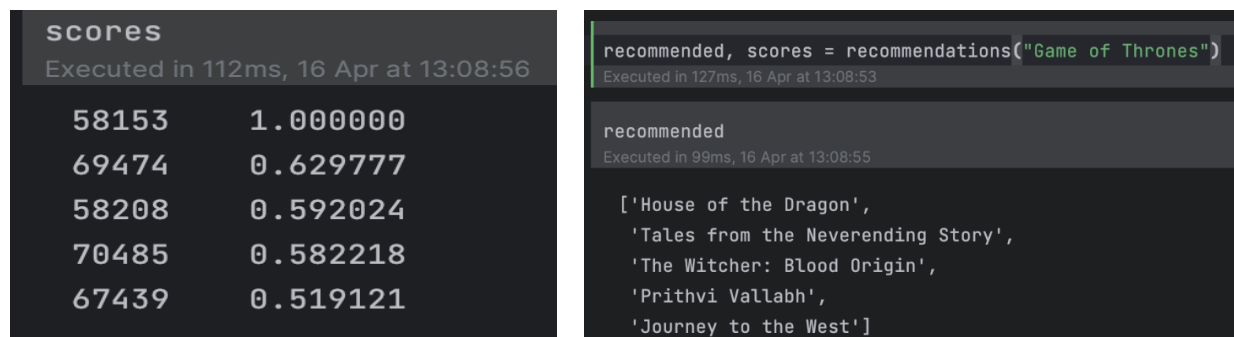 scores
Executed in 112ms, 16 Apr at 13:08:56
58153 1.000000
69474 0.629777
58208 0.592024
70485 0.582218
67439 0.519121
recommended, scores = recommendations("Game of Thrones")
Executed in 127ms, 16 Apr at 13:08:53
recommended
Executed in 99ms, 16 Apr at 13:08:55
['House of the Dragon',
'Tales from the Neverending Story',
'The Witcher: Blood Origin',
'Prithvi Vallabh',
'Journey to the West']